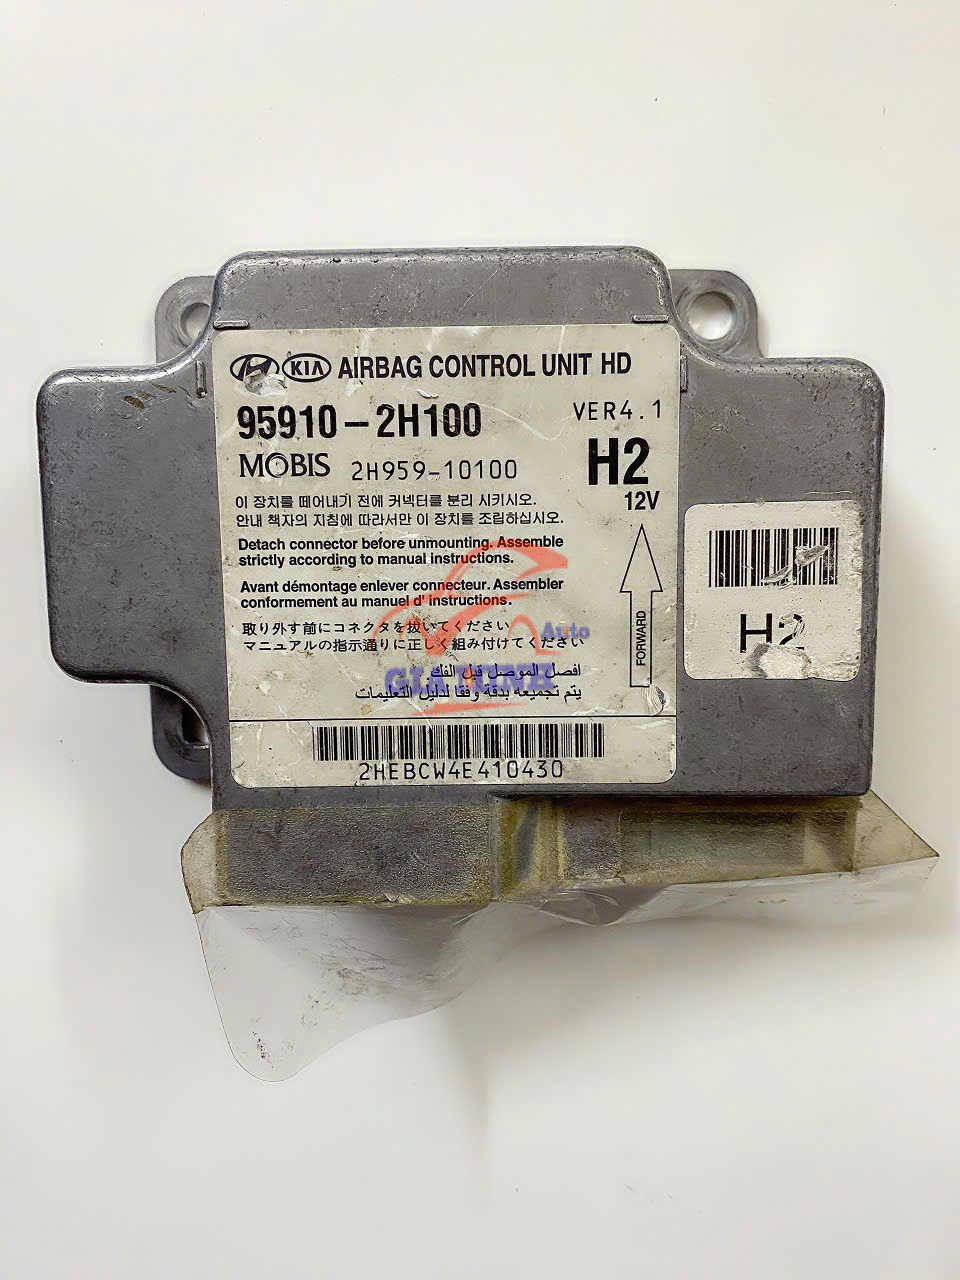 KIA AIRBAG CONTROL UNIT HD
95910-2H100 VER4.1
MOBIS 2H959-10100 H2
12V
이 장치를 떼어내기 전에 커넥터를 분리 시키시오.
안내 책자의 지침에 따라서만 이 장치를 조립하십시오.
Detach connector before unmounting. Assemble
strictly according to manual instructions.
Avant démontage enlever connecteur. Assembler
conformement au manuel d' instructions.
取り外す前にコネクタを抜いてください
マニュアルの指示通りに正しく組み付けてください
افصل الموصل قبل الفك
يتم تجميعه بدقة وفقا لدليل التعليمات
FORWARD
2HEBCW4E410430
H2
Auto
GIA MINH